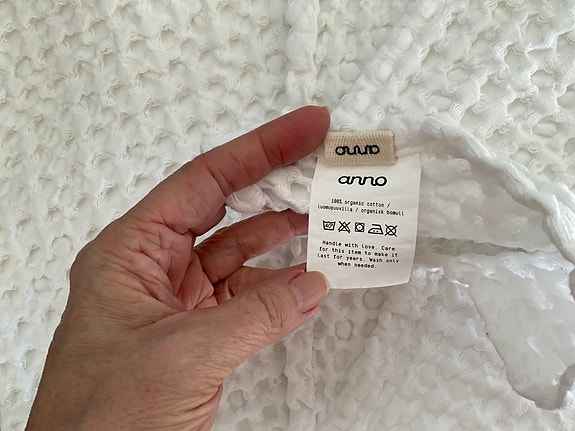 anno
anno
100% organic cotton /
luomupuuvilla / organisk bomull
Handle with love. Care
for this item to make it
last for years. Wash only
when needed.